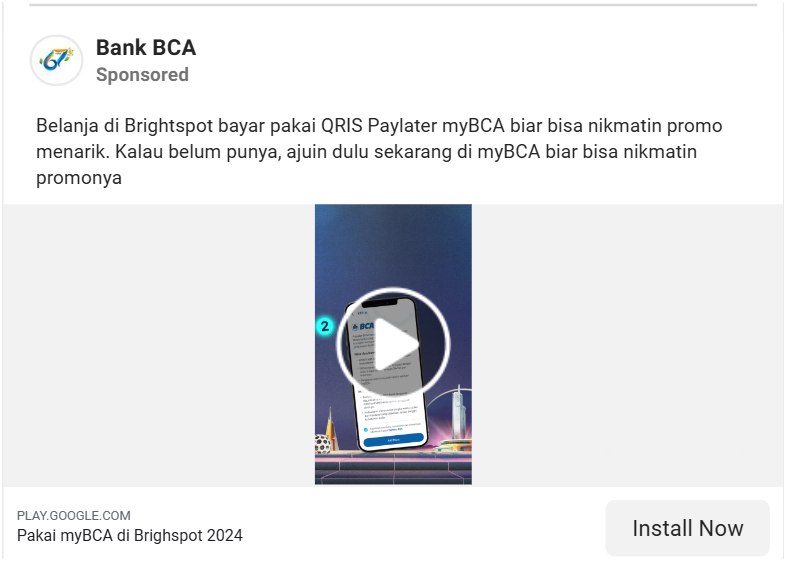 67
Bank BCA
Sponsored
Belanja di Brightspot bayar pakai QRIS Paylater myBCA biar bisa nikmatin promo
menarik. Kalau belum punya, ajuin dulu sekarang di myBCA biar bisa nikmatin
promonya
2
BCA
PLAY.GOOGLE.COM
Pakai myBCA di Brighspot 2024
Install Now